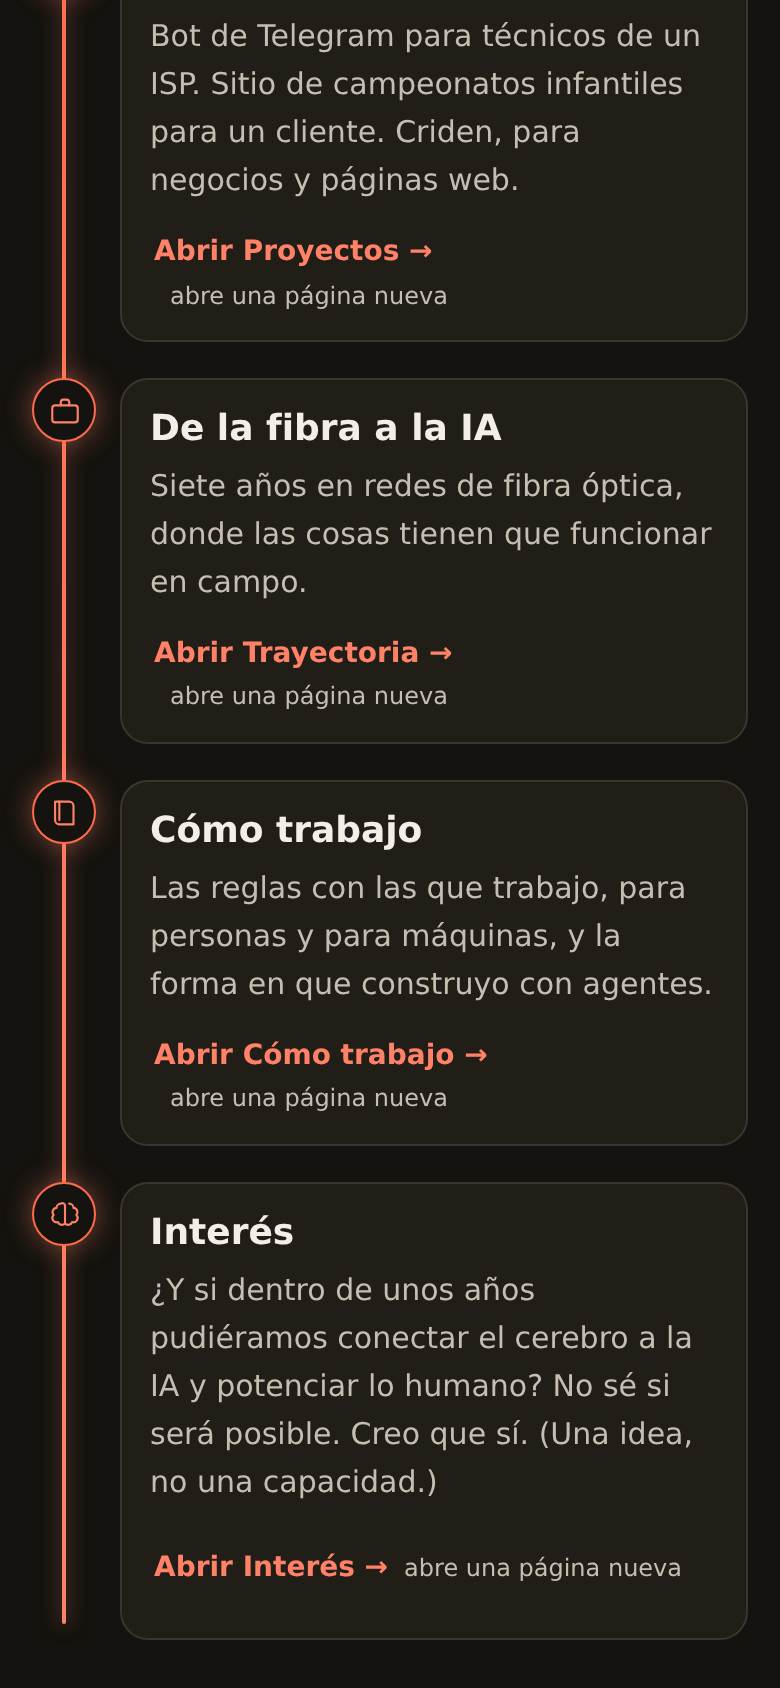 Bot de Telegram para técnicos de un
ISP. Sitio de campeonatos infantiles
para un cliente. Criden, para
negocios y páginas web.
Abrir Proyectos →
abre una página nueva
De la fibra a la IA
Siete años en redes de fibra óptica,
donde las cosas tienen que funcionar
en campo.
Abrir Trayectoria →
abre una página nueva
Cómo trabajo
Las reglas con las que trabajo, para
personas y para máquinas, y la
forma en que construyo con agentes.
Abrir Cómo trabajo →
abre una página nueva
Interés
¿Y si dentro de unos años
pudiéramos conectar el cerebro a la
IA y potenciar lo humano? No sé si
será posible. Creo que sí. (Una idea,
no una capacidad.)
Abrir Interés → abre una página nueva